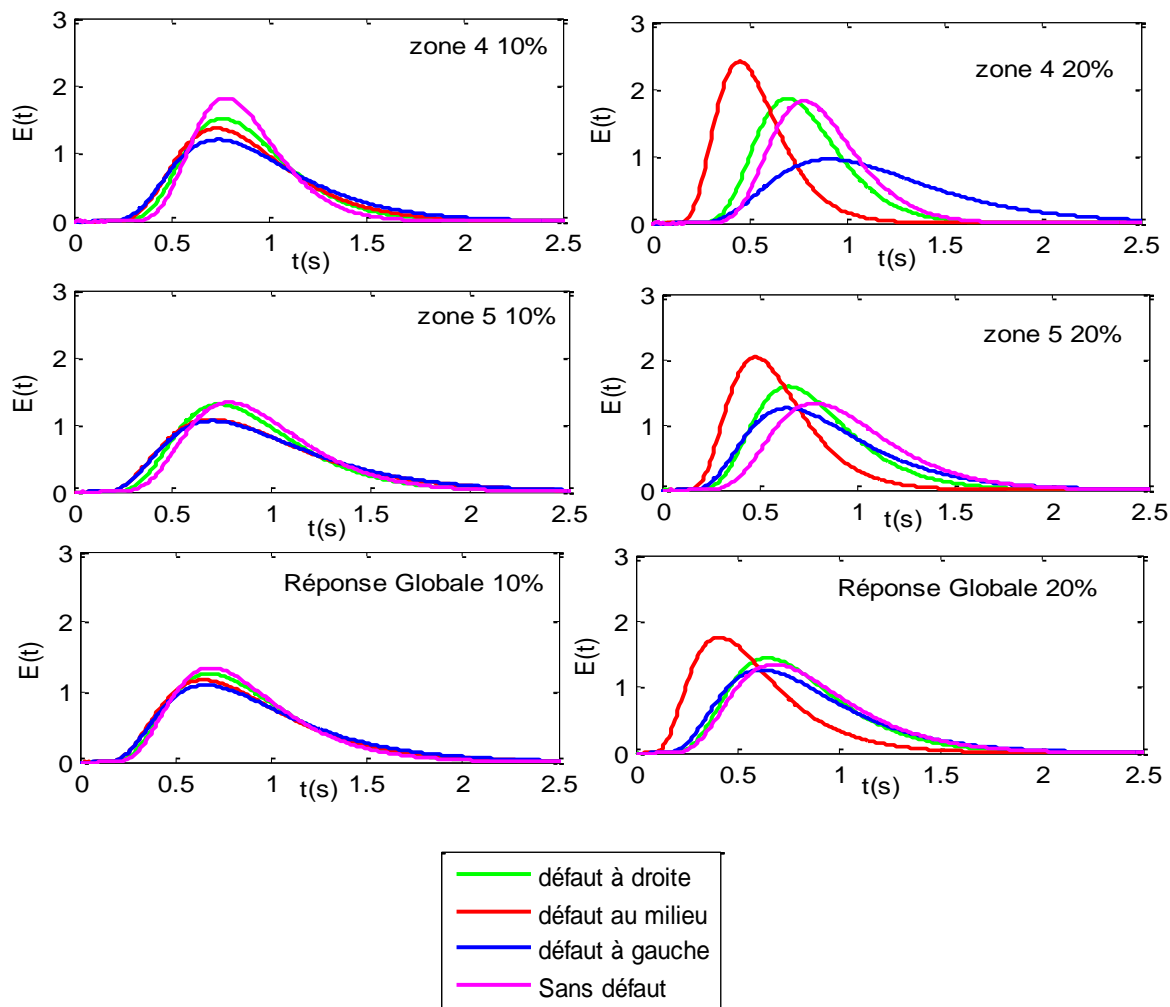 zone 4 10%
E(t)
3
2
1
0
0 0.5 1 1.5 2 2.5
t(s)
zone 4 20%
E(t)
3
2
1
0
0 0.5 1 1.5 2 2.5
t(s)
zone 5 10%
E(t)
3
2
1
0
0 0.5 1 1.5 2 2.5
t(s)
zone 5 20%
E(t)
3
2
1
0
0 0.5 1 1.5 2 2.5
t(s)
Réponse Globale 10%
E(t)
3
2
1
0
0 0.5 1 1.5 2 2.5
t(s)
Réponse Globale 20%
E(t)
3
2
1
0
0 0.5 1 1.5 2 2.5
t(s)
défaut à droite
défaut au milieu
défaut à gauche
Sans défaut